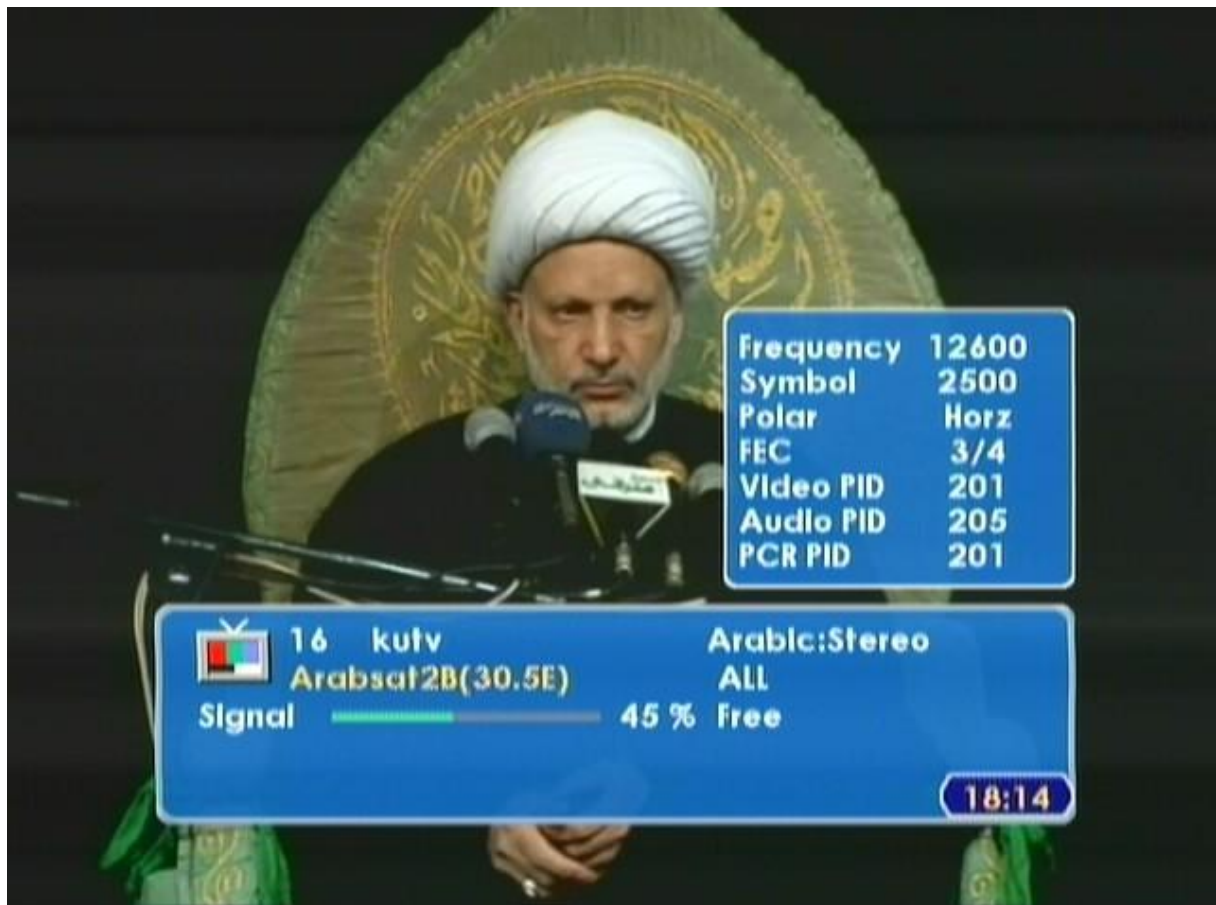 Frequency 12600
Symbol 2500
Polar Horz
FEC 3/4
Video PID 201
Audio PID 205
PCR PID 201
16 kutv Arabic:Stereo
Arabsat2B(30.5E) ALL
Signal 45 % Free
18:14